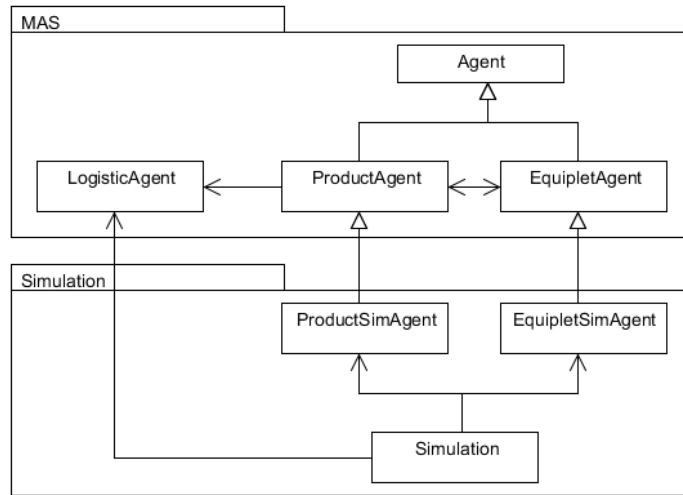 MAS
Agent
LogisticAgent
ProductAgent
EquipletAgent
Simulation
ProductSimAgent
EquipletSimAgent
Simulation